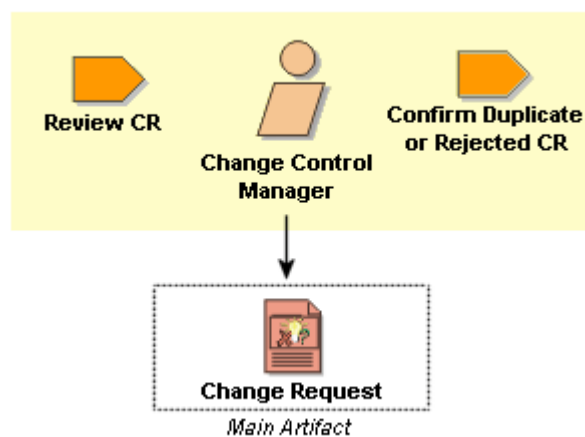 Review CR
Change Control
Manager
Confirm Duplicate
or Rejected CR
Change Request
Main Artifact